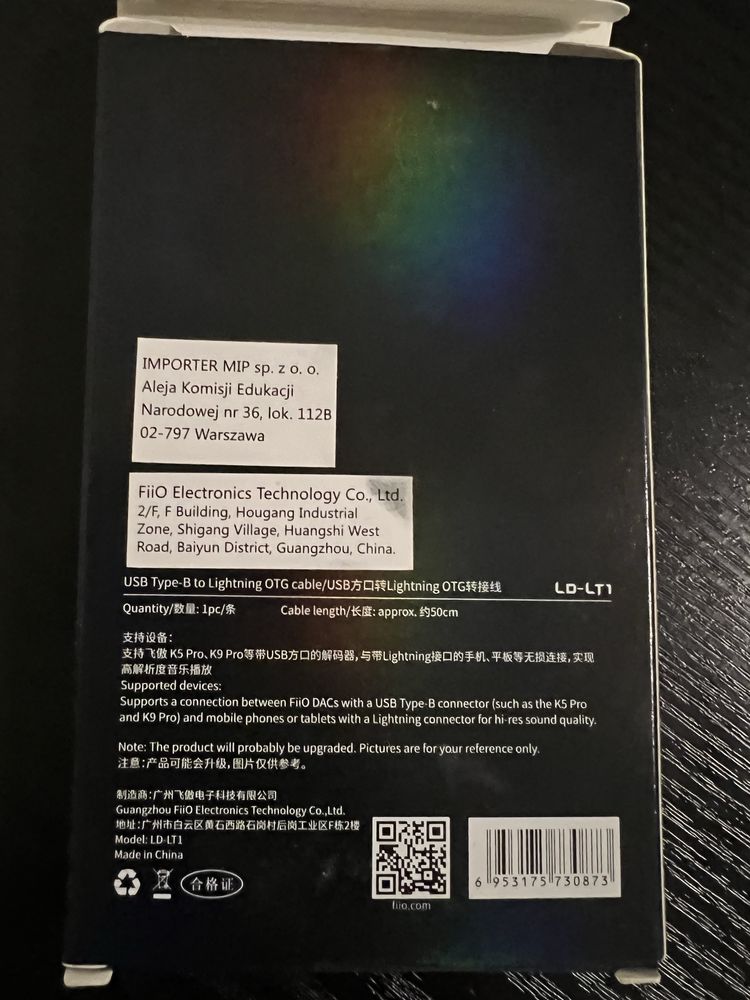 IMPORTER MIP sp. z o. o.
Aleja Komisji Edukacji
Narodowej nr 36, lok. 112B
02-797 Warszawa
FiiO Electronics Technology Co., Ltd.
2/F, F Building, Hougang Industrial
Zone, Shigang Village, Huangshi West
Road, Baiyun District, Guangzhou, China.
USB Type-B to Lightning OTG cable/USB方口转Lightning OTG转接线 LD-LT1
Quantity/数量: 1pc/条 Cable length/长度: approx. 约50cm
支持设备：
支持飞傲 K5 Pro、K9 Pro等带USB方口的解码器，与带Lightning接口的手机、平板等无损连接，实现
高解析度音乐播放
Supported devices:
Supports a connection between FiiO DACs with a USB Type-B connector (such as the K5 Pro
and K9 Pro) and mobile phones or tablets with a Lightning connector for hi-res sound quality.
Note: The product will probably be upgraded. Pictures are for your reference only.
注意：产品可能会升级，图片仅供参考。
制造商：广州飞傲电子科技有限公司
Guangzhou FiiO Electronics Technology Co.,Ltd.
地址：广州市白云区黄石西路石岗村后岗工业区F栋2楼
Model: LD-LT1
Made in China
合格证
fiio.com
6 953175 730873